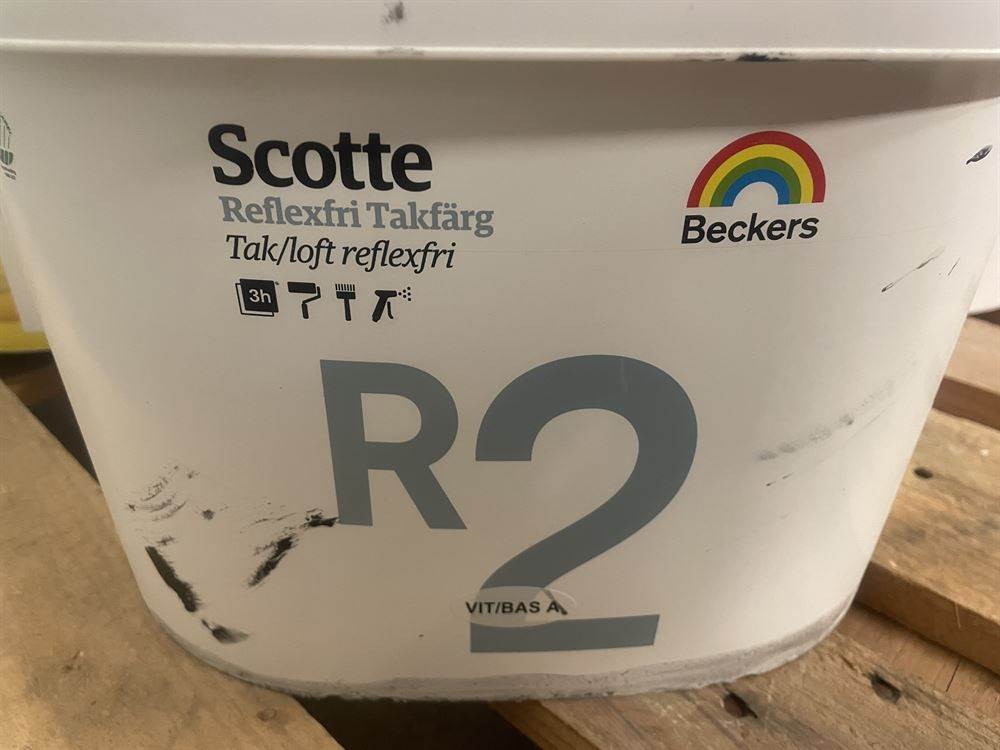 Scotte
Reflexfri Takfärg
Tak/loft reflexfri
3h
Beckers
R2
VIT/BAS A